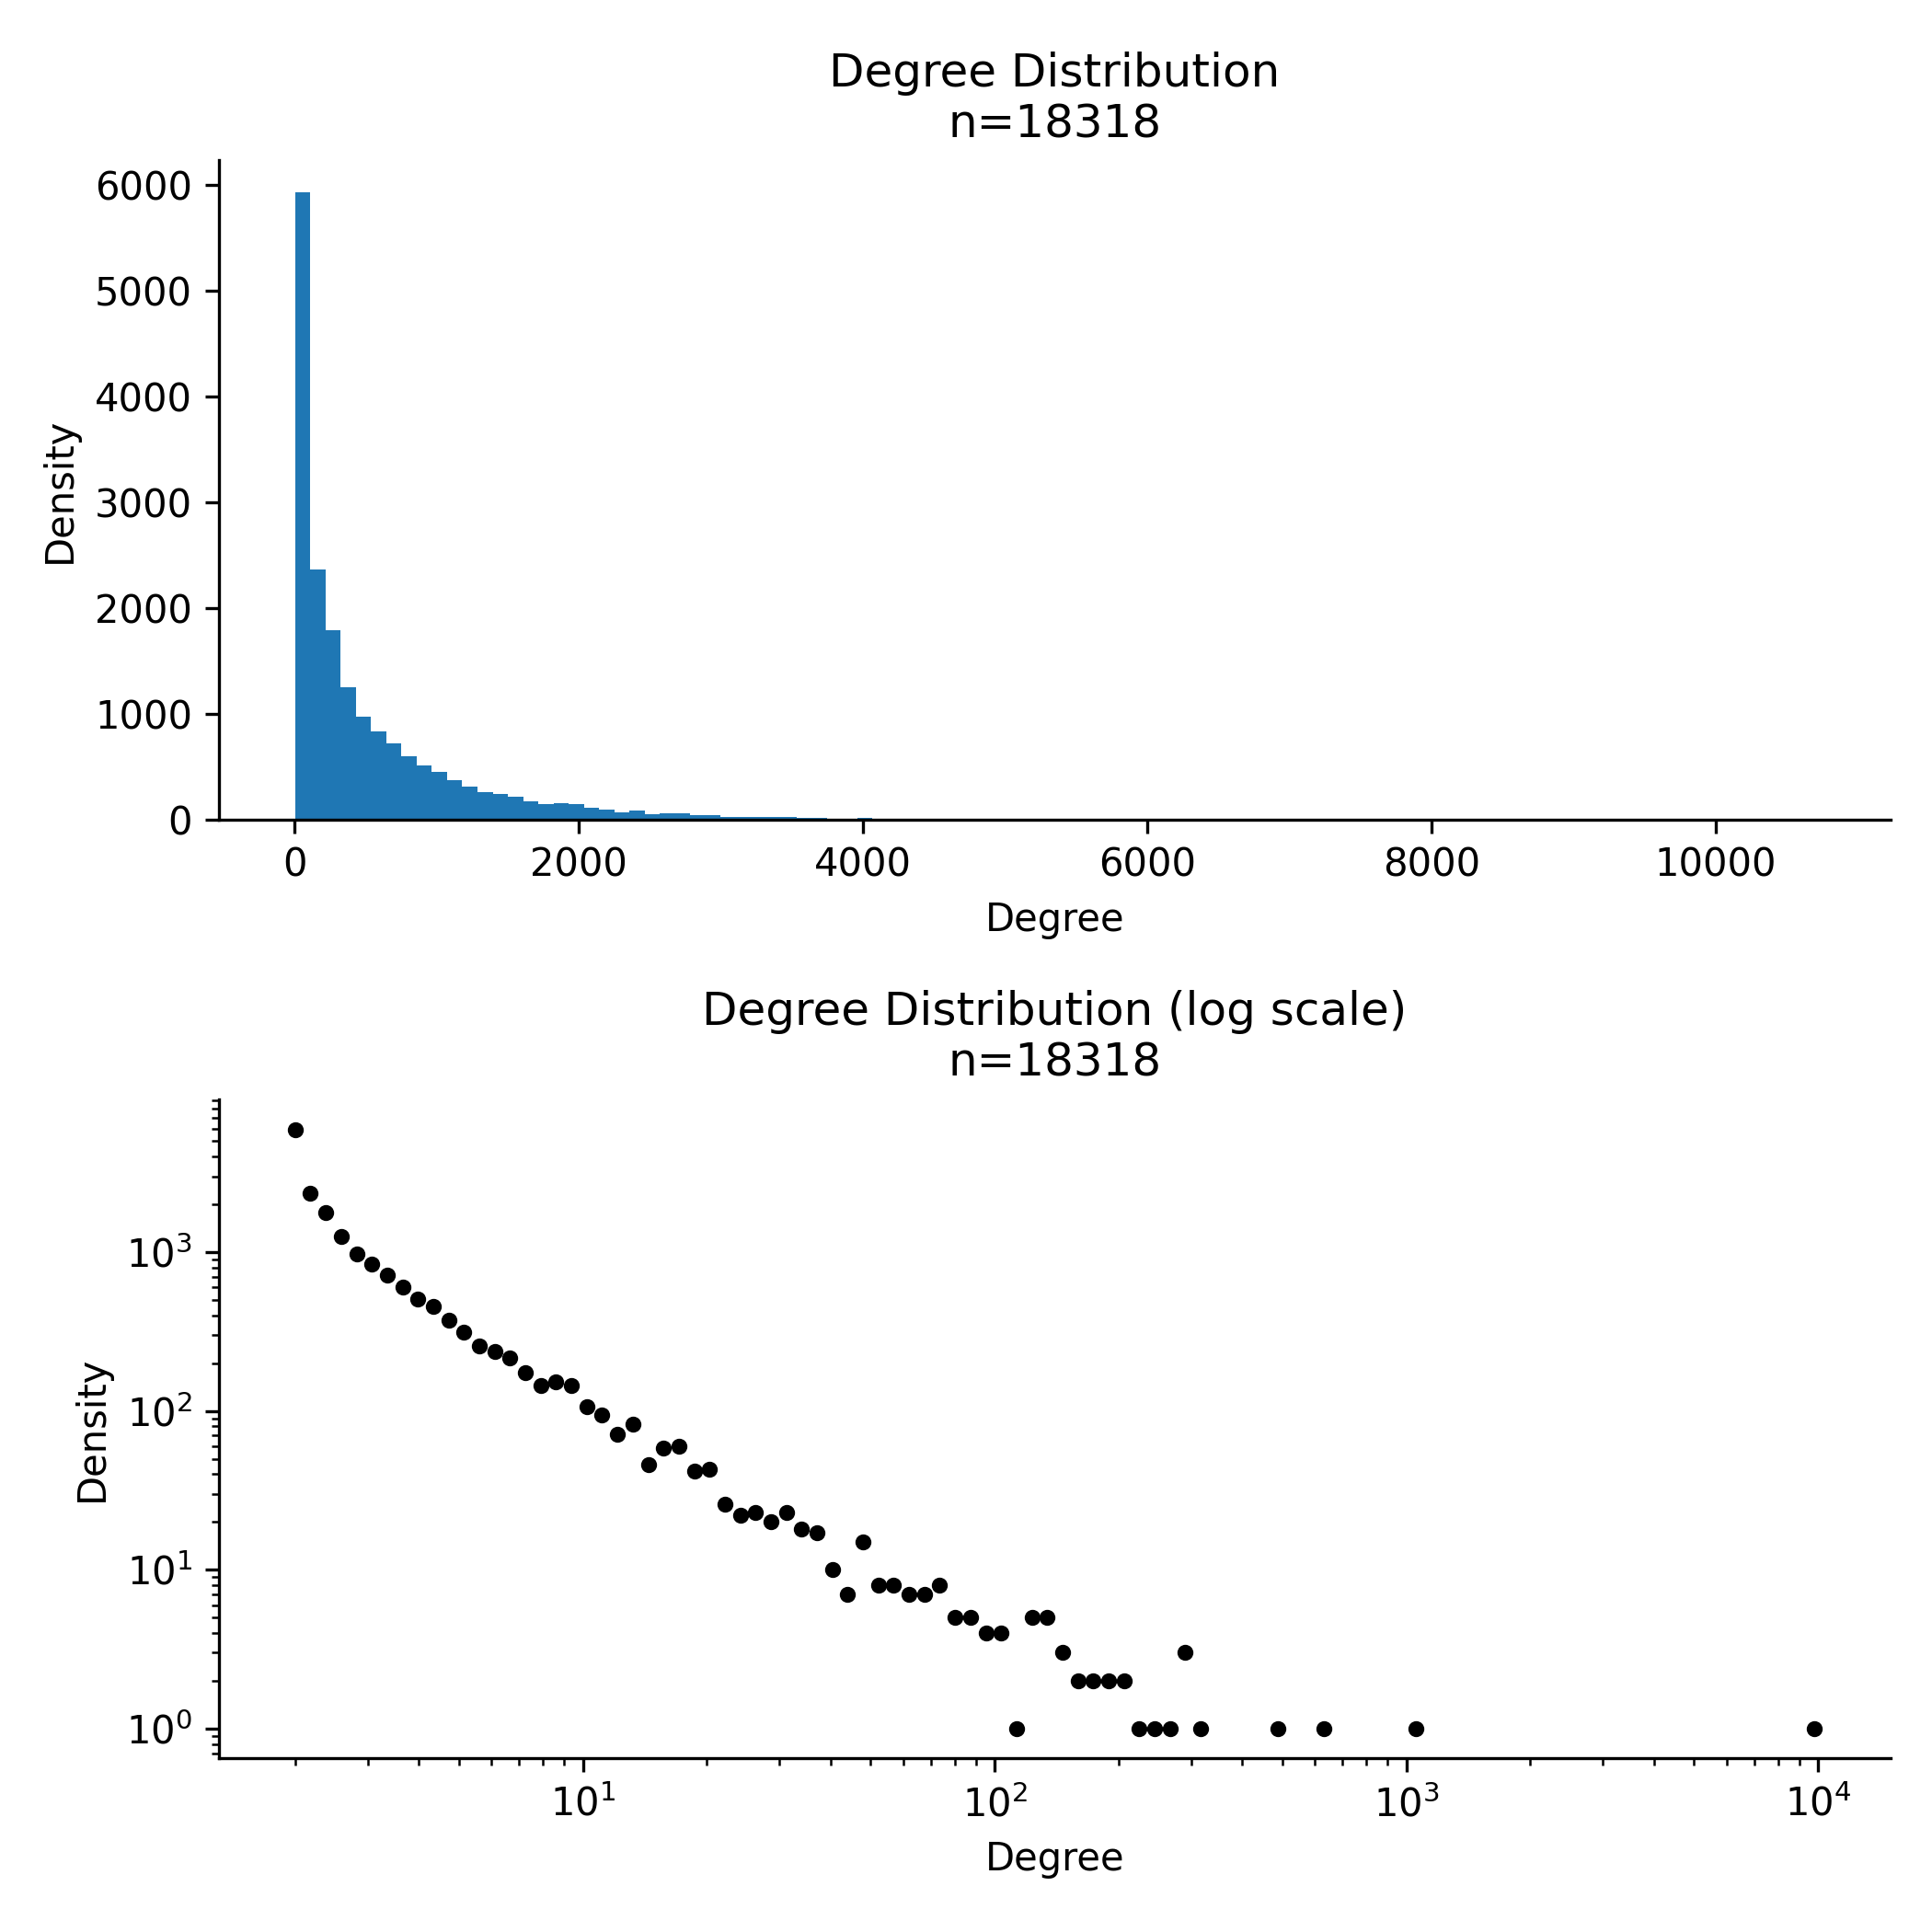 Degree Distribution
n=18318
6000
5000
4000
3000
2000
1000
0
Density
0 2000 4000 6000 8000 10000
Degree
Degree Distribution (log scale)
n=18318
10³
10²
10¹
10⁰
Density
10¹ 10² 10³ 10⁴
Degree